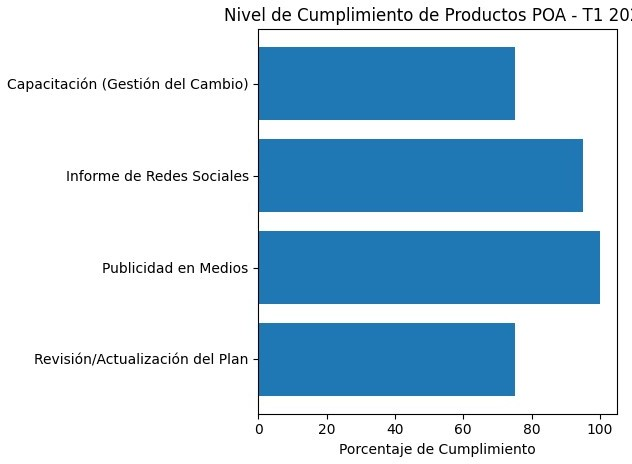 Nivel de Cumplimiento de Productos POA - T1 202
Capacitación (Gestión del Cambio)
Informe de Redes Sociales
Publicidad en Medios
Revisión/Actualización del Plan
0 20 40 60 80 100
Porcentaje de Cumplimiento